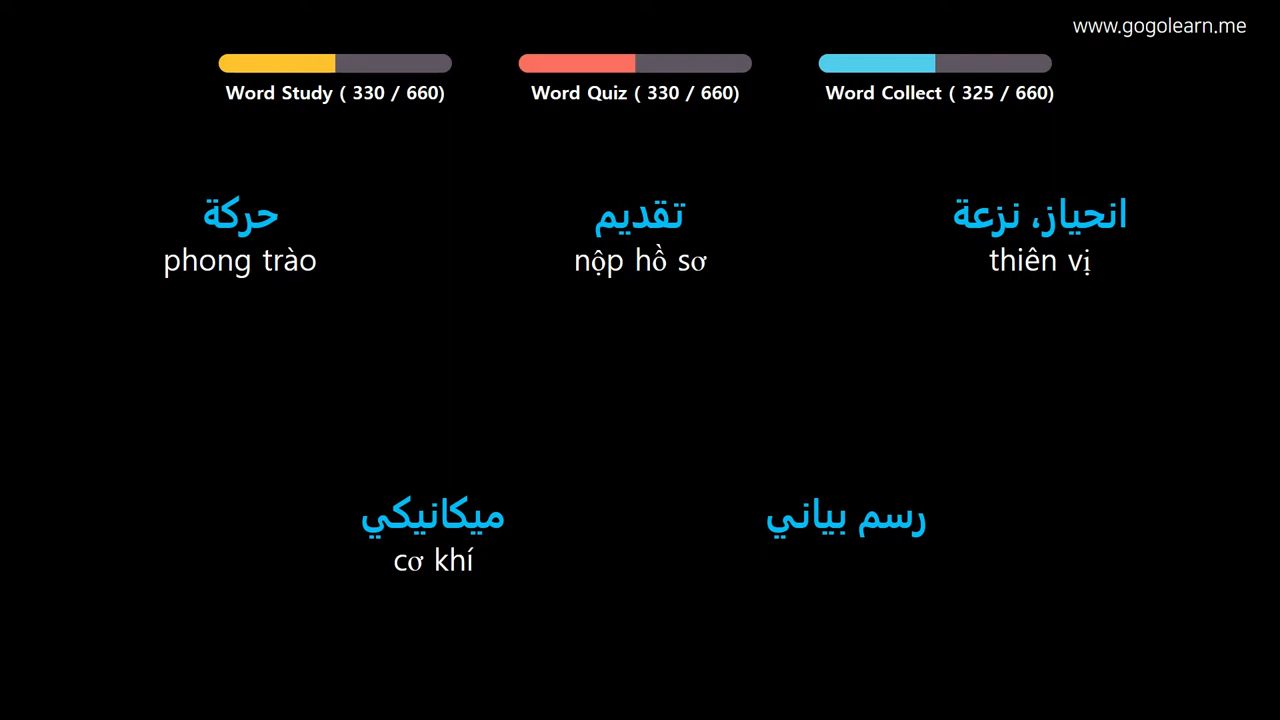 www.gogolearn.me
Word Study ( 330 / 660)
Word Quiz ( 330 / 660)
Word Collect ( 325 / 660)
حركة
phong trào
تقديم
nộp hồ sơ
انحياز، نزعة
thiên vị
ميكانيكي
cơ khí
رسم بياني